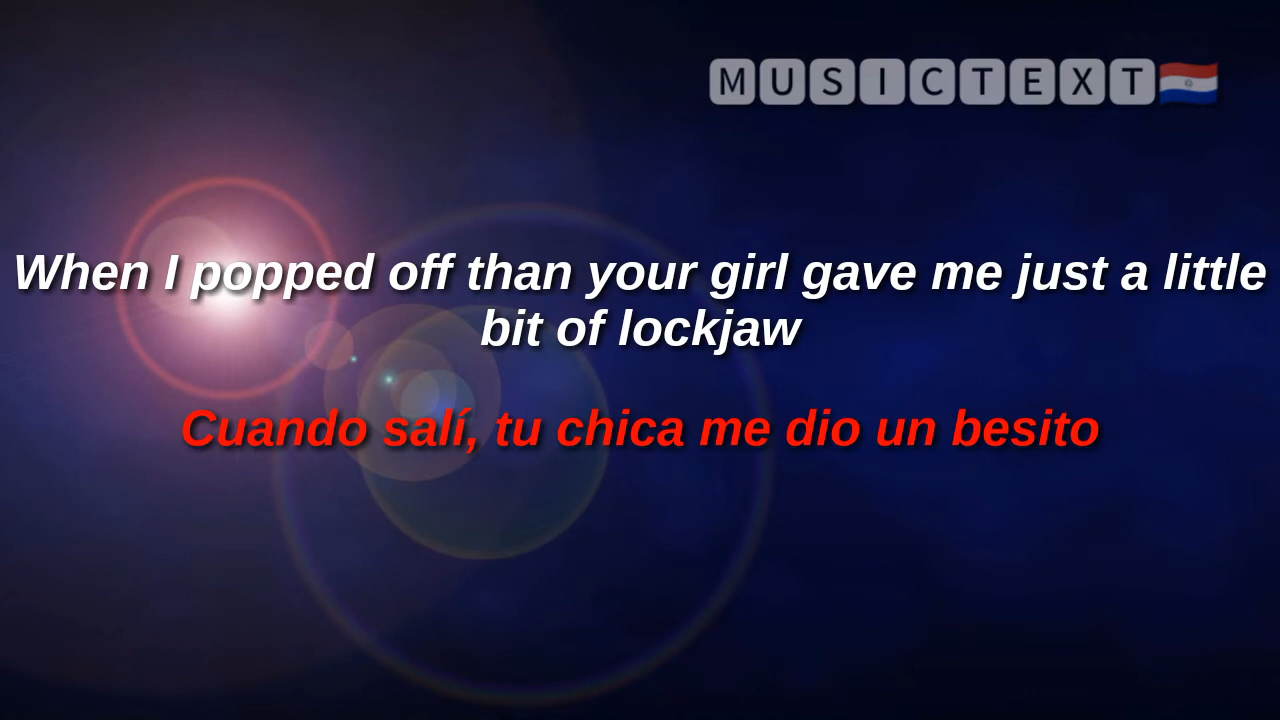 MUSICTEXT
When I popped off than your girl gave me just a little
bit of lockjaw
Cuando salí, tu chica me dio un besito